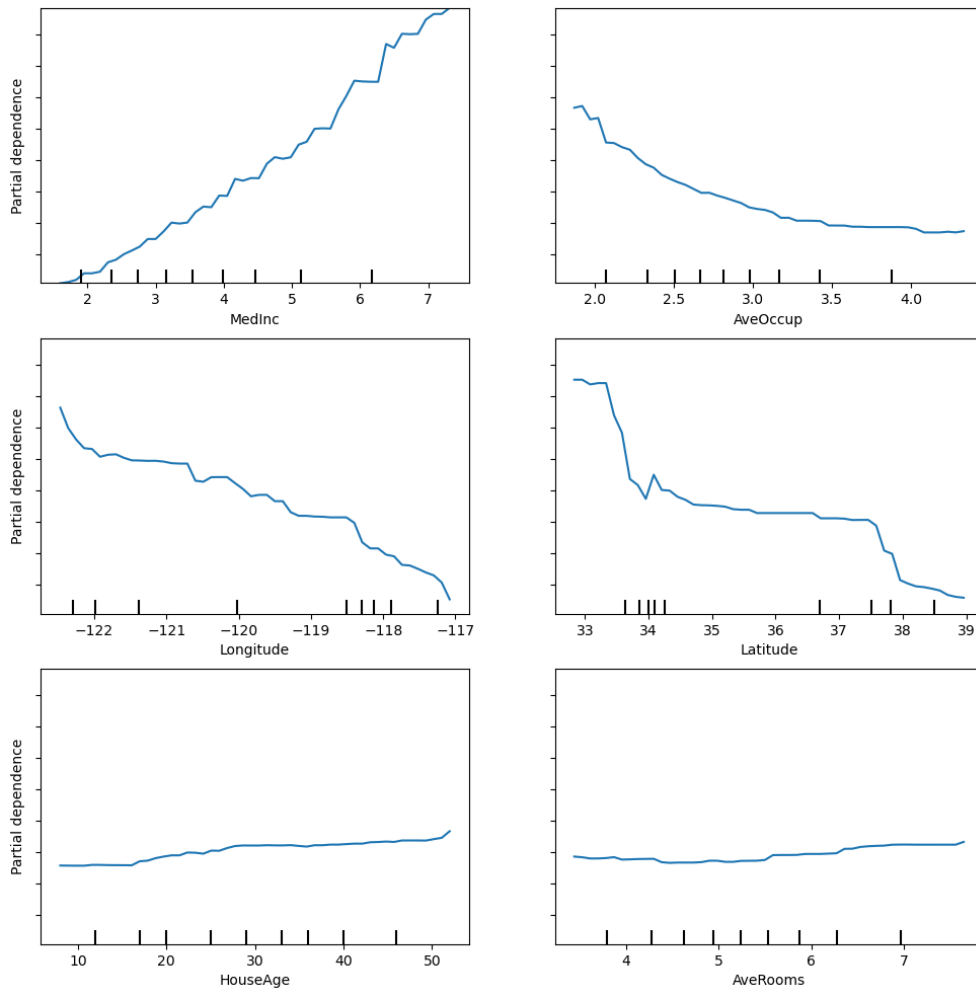 Partial dependence
2 3 4 5 6 7
MedInc
2.0 2.5 3.0 3.5 4.0
AveOccup
Partial dependence
−122 −121 −120 −119 −118 −117
Longitude
33 34 35 36 37 38 39
Latitude
Partial dependence
10 20 30 40 50
HouseAge
4 5 6 7
AveRooms